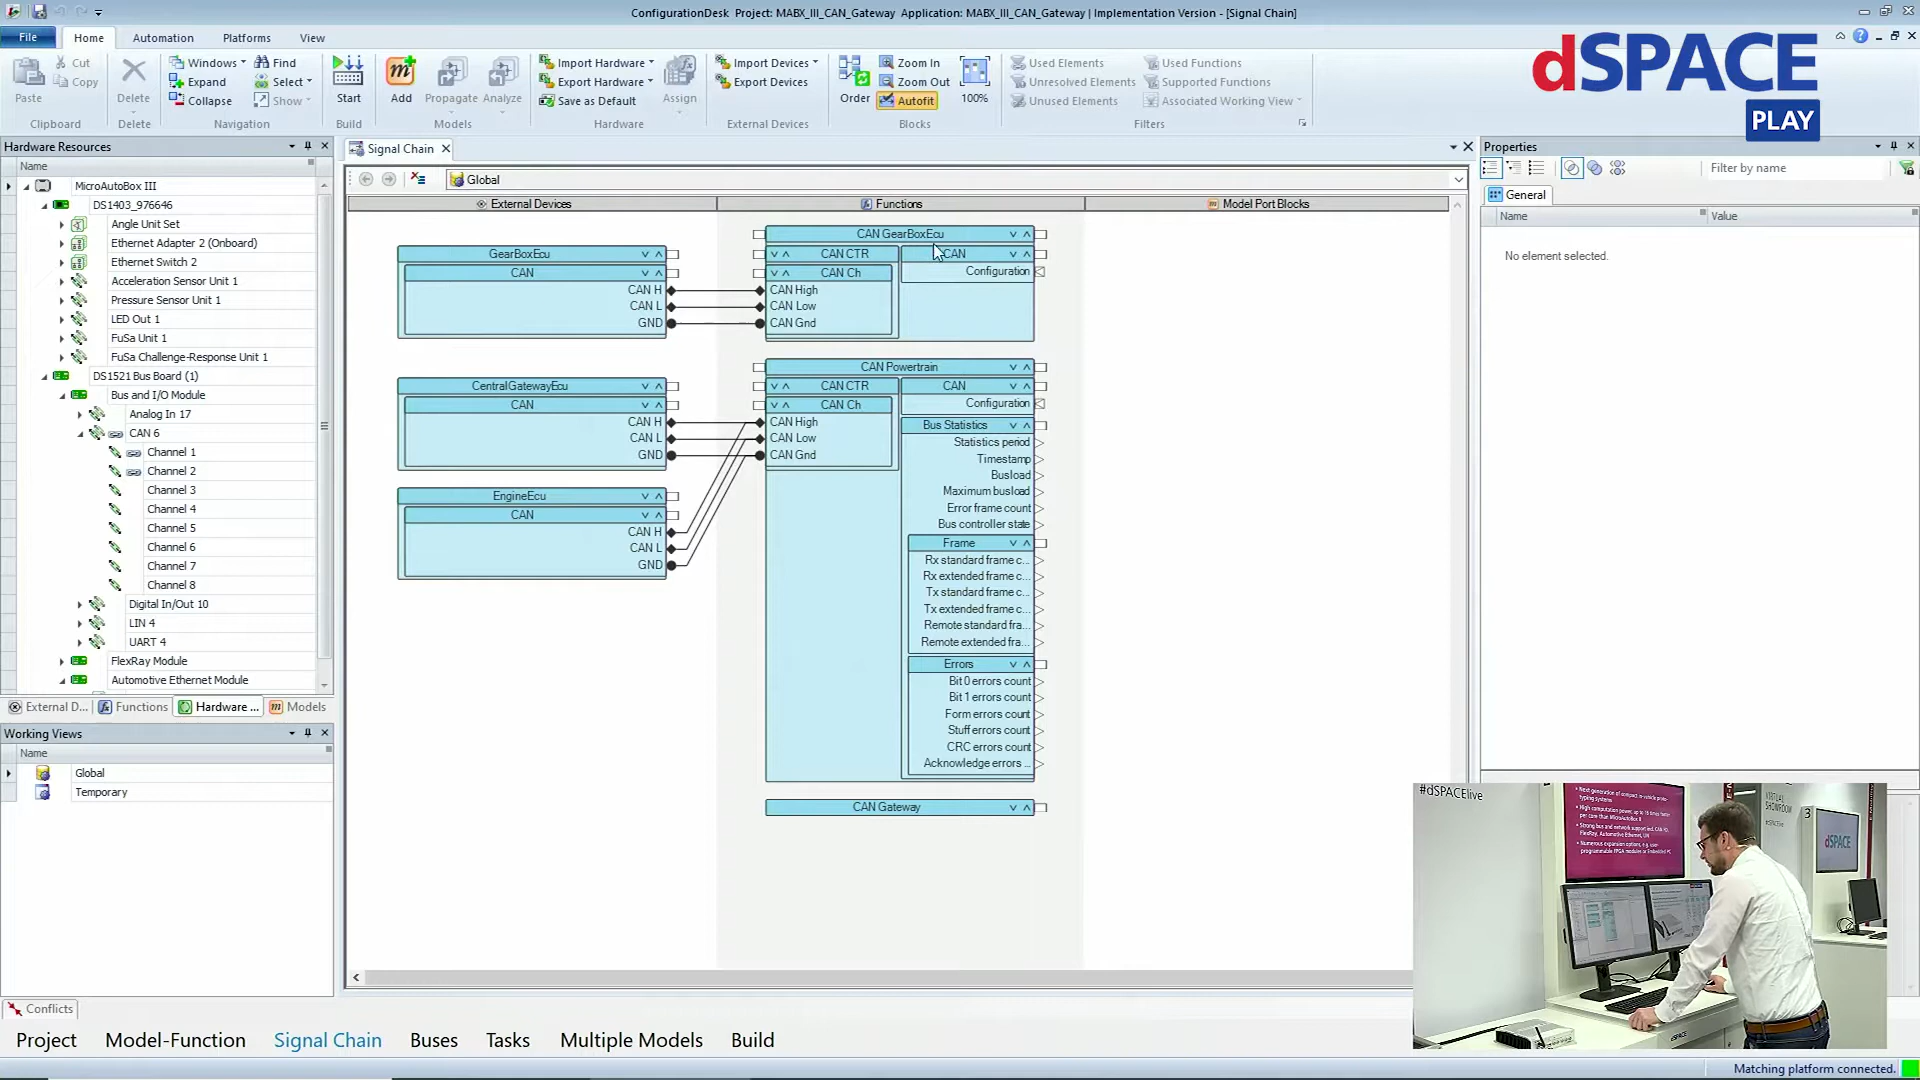 ConfigurationDesk Project: MABX_III_CAN_Gateway Application: MABX_III_CAN_Gateway | Implementation Version - [Signal Chain]
File
Home
Automation
Platforms
View
Paste
Cut
Copy
Clipboard
Delete
Delete
Windows
Expand
Collapse
Find
Select
Show
Navigation
Start
Build
Add
Propagate
Analyze
Models
Import Hardware
Export Hardware
Save as Default
Assign
Hardware
Import Devices
Export Devices
External Devices
Order
Zoom In
Zoom Out
Autofit
100%
Blocks
Used Elements
Unresolved Elements
Unused Elements
Used Functions
Supported Functions
Associated Working View
Filters
dSPACE
PLAY
Hardware Resources
Name
MicroAutoBox III
DS1403_976646
Angle Unit Set
Ethernet Adapter 2 (Onboard)
Ethernet Switch 2
Acceleration Sensor Unit 1
Pressure Sensor Unit 1
LED Out 1
FuSa Unit 1
FuSa Challenge-Response Unit 1
DS1521 Bus Board (1)
Bus and I/O Module
Analog In 17
CAN 6
Channel 1
Channel 2
Channel 3
Channel 4
Channel 5
Channel 6
Channel 7
Channel 8
Digital In/Out 10
LIN 4
UART 4
FlexRay Module
Automotive Ethernet Module
External D...
Functions
Hardware ...
Models
Working Views
Name
Global
Temporary
Signal Chain
Global
External Devices
Functions
Model Port Blocks
GearBoxEcu
CAN
CAN H
CAN L
GND
CentralGatewayEcu
CAN
CAN H
CAN L
GND
EngineEcu
CAN
CAN H
CAN L
GND
CAN GearBoxEcu
CAN CTR
CAN
CAN Ch
Configuration
CAN High
CAN Low
CAN Gnd
CAN Powertrain
CAN CTR
CAN
CAN Ch
Configuration
CAN High
CAN Low
CAN Gnd
Bus Statistics
Statistics period
Timestamp
Busload
Maximum busload
Error frame count
Bus controller state
Frame
Rx standard frame c...
Rx extended frame c...
Tx standard frame c...
Tx extended frame c...
Remote standard fra...
Remote extended fra...
Errors
Bit 0 errors count
Bit 1 errors count
Form errors count
Stuff errors count
CRC errors count
Acknowledge errors ...
CAN Gateway
Properties
Filter by name
General
Name
Value
No element selected.
#dSPACElive
Next generation of compact in-vehicle proto-
typing systems
VIRTUAL
SHOWROOM
3
dSPACE
dSPACE
Conflicts
Project
Model-Function
Signal Chain
Buses
Tasks
Multiple Models
Build
Matching platform connected.